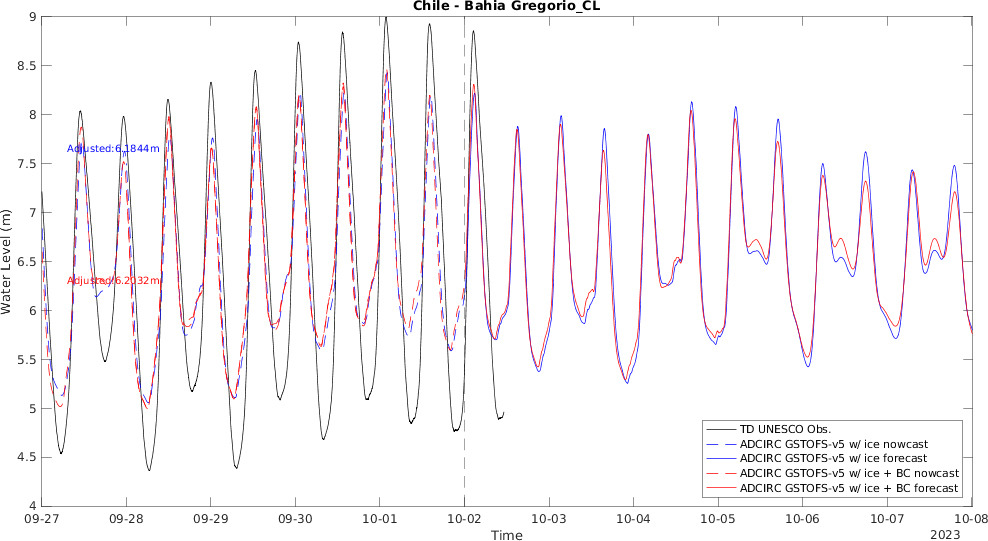 Chile - Bahia Gregorio_CL
9
8.5
8
7.5
7
6.5
6
5.5
5
4.5
4
Water Level (m)
Adjusted:6.1844m
Adjusted:6.2032m
TD UNESCO Obs.
ADCIRC GSTOFS-v5 w/ ice nowcast
ADCIRC GSTOFS-v5 w/ ice forecast
ADCIRC GSTOFS-v5 w/ ice + BC nowcast
ADCIRC GSTOFS-v5 w/ ice + BC forecast
09-27 09-28 09-29 09-30 10-01 10-02 10-03 10-04 10-05 10-06 10-07 10-08
Time
2023